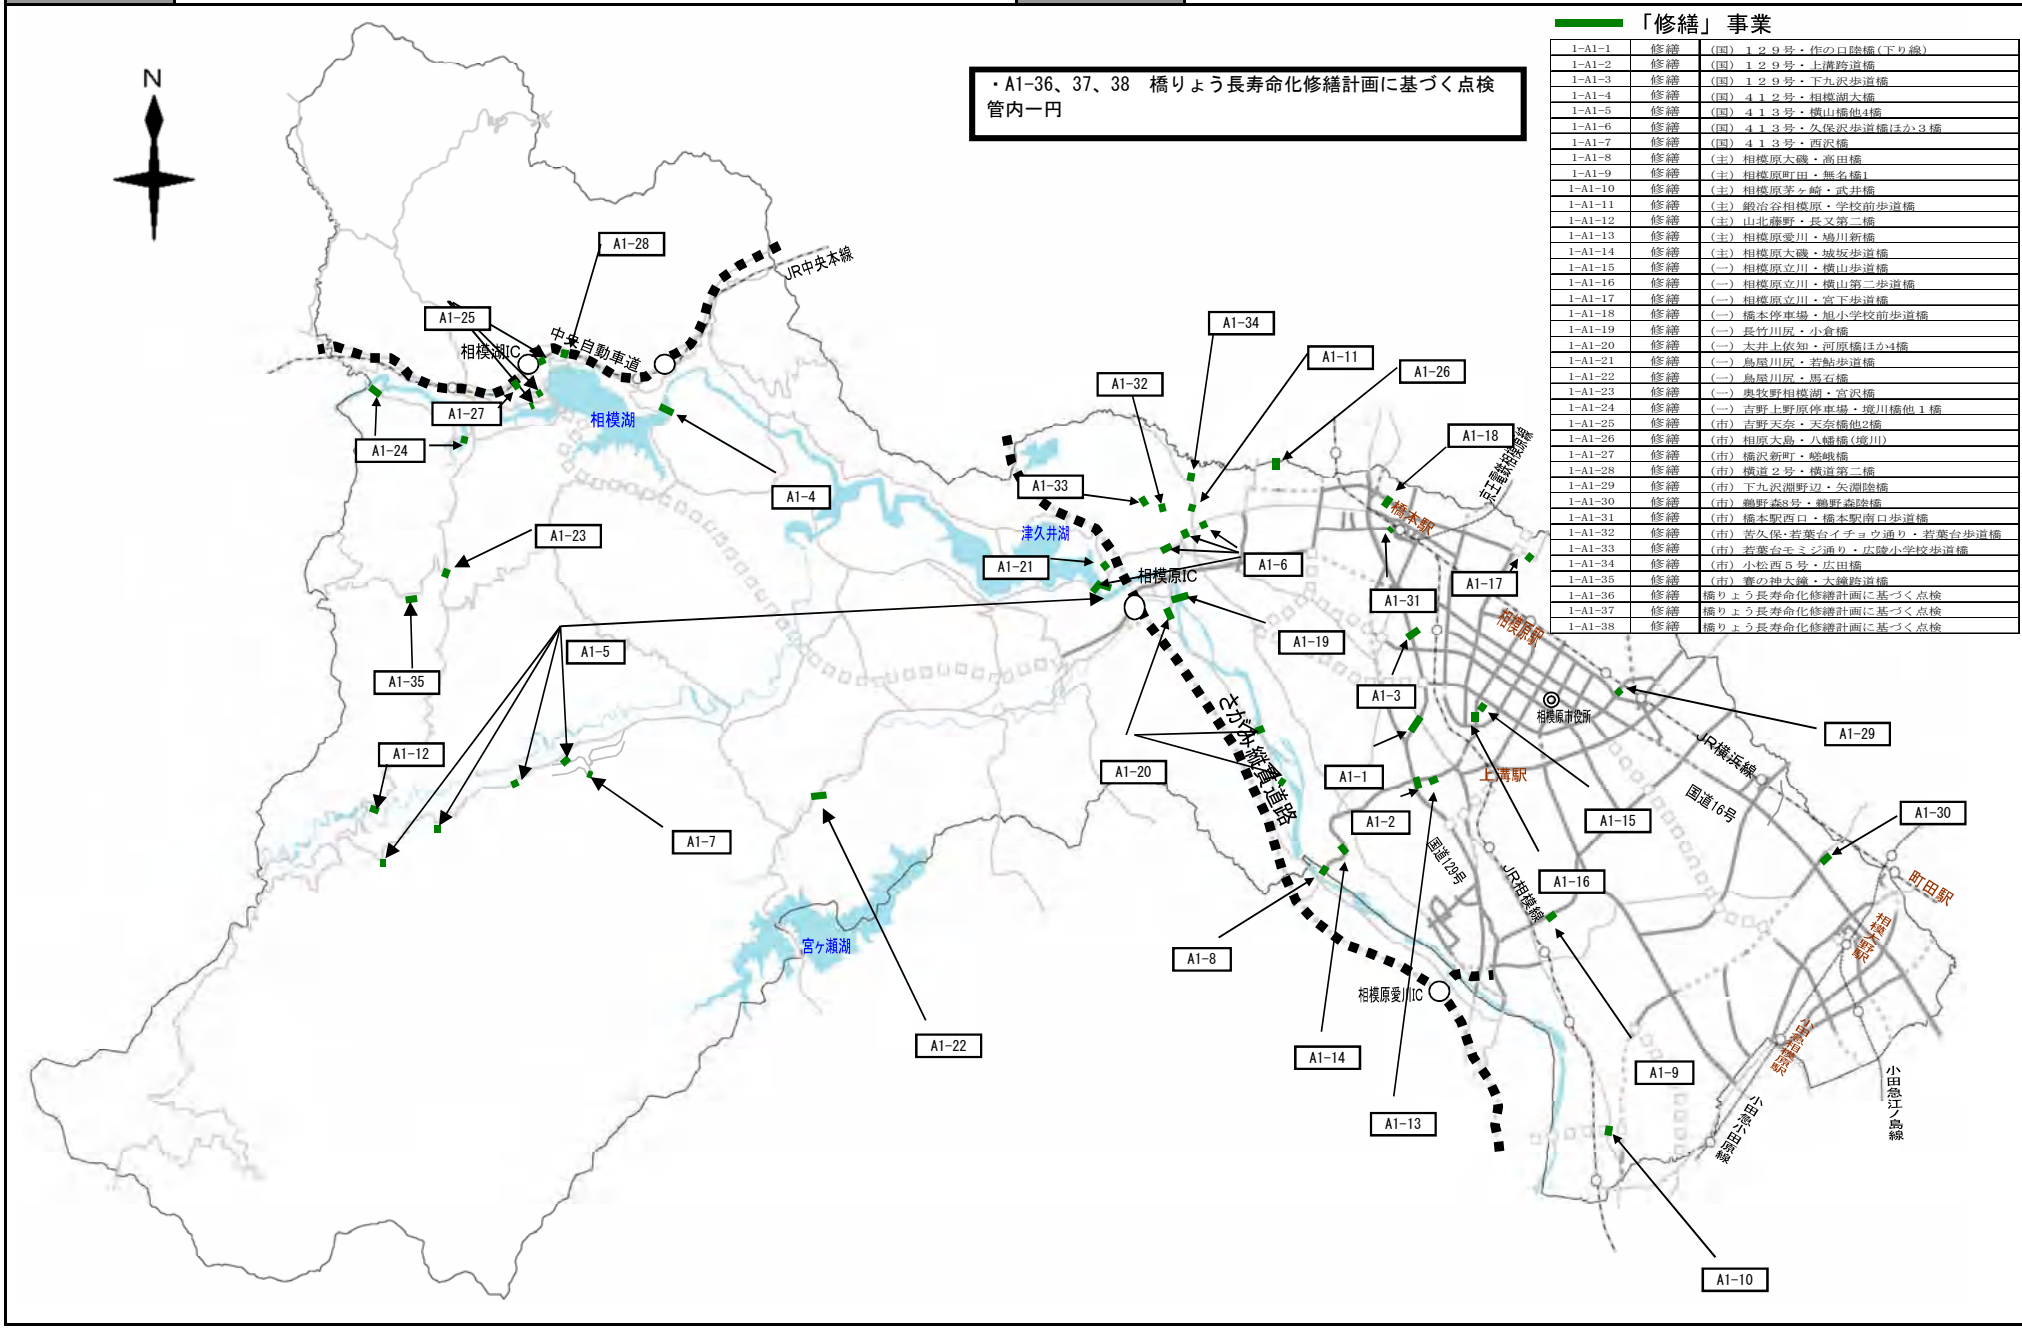 「修繕」事業
1-A1-1 修繕 (国) 129号・作の口陸橋(下り線)
1-A1-2 修繕 (国) 129号・上溝跨道橋
1-A1-3 修繕 (国) 129号・下九沢歩道橋
1-A1-4 修繕 (国) 412号・相模湖大橋
1-A1-5 修繕 (国) 413号・横山橋他4橋
1-A1-6 修繕 (国) 413号・久保沢歩道橋ほか3橋
1-A1-7 修繕 (国) 413号・西沢橋
1-A1-8 修繕 (主) 相模原大磯・高田橋
1-A1-9 修繕 (主) 相模原町田・無名橋1
1-A1-10 修繕 (主) 相模原茅ヶ崎・武井橋
1-A1-11 修繕 (主) 鍛冶谷相模原・学校前歩道橋
1-A1-12 修繕 (主) 山北藤野・長又第二橋
1-A1-13 修繕 (主) 相模原愛川・鳩川新橋
1-A1-14 修繕 (主) 相模原大磯・城坂歩道橋
1-A1-15 修繕 (一) 相模原立川・横山歩道橋
1-A1-16 修繕 (一) 相模原立川・横山第二歩道橋
1-A1-17 修繕 (一) 相模原立川・宮下歩道橋
1-A1-18 修繕 (一) 橋本停車場・旭小学校前歩道橋
1-A1-19 修繕 (一) 長竹川尻・小倉橋
1-A1-20 修繕 (一) 太井上依知・河原橋ほか4橋
1-A1-21 修繕 (一) 鳥屋川尻・若鮎歩道橋
1-A1-22 修繕 (一) 鳥屋川尻・馬石橋
1-A1-23 修繕 (一) 奥牧野相模湖・宮沢橋
1-A1-24 修繕 (一) 吉野上野原停車場・境川橋他1橋
1-A1-25 修繕 (市) 吉野天奈・天奈橋他2橋
1-A1-26 修繕 (市) 相原大島・八幡橋(境川)
1-A1-27 修繕 (市) 橋沢新町・嵯峨橋
1-A1-28 修繕 (市) 横道2号・横道第二橋
1-A1-29 修繕 (市) 下九沢淵野辺・矢淵陸橋
1-A1-30 修繕 (市) 鵜野森8号・鵜野森陸橋
1-A1-31 修繕 (市) 橋本駅西口・橋本駅南口歩道橋
1-A1-32 修繕 (市) 苦久保・若葉台イチョウ通り・若葉台歩道橋
1-A1-33 修繕 (市) 若葉台モミジ通り・広陵小学校歩道橋
1-A1-34 修繕 (市) 小松西5号・広田橋
1-A1-35 修繕 (市) 賽の神大鐘・大鐘跨道橋
1-A1-36 修繕 橋りょう長寿命化修繕計画に基づく点検
1-A1-37 修繕 橋りょう長寿命化修繕計画に基づく点検
1-A1-38 修繕 橋りょう長寿命化修繕計画に基づく点検
・A1-36、37、38 橋りょう長寿命化修繕計画に基づく点検
管内一円
N
A1-28
JR中央本線
A1-25
相模湖IC
中央自動車道
A1-34
A1-11
A1-26
A1-32
A1-27
相模湖
A1-24
A1-4
A1-18
京王電鉄相模原線
A1-33
橋本駅
津久井湖
A1-23
A1-21
相模原IC
A1-6
A1-17
A1-31
相模原駅
A1-5
A1-19
A1-35
A1-3
さがみ縦貫道路
相模原市役所
A1-12
A1-29
JR横浜線
A1-20
A1-1
上溝駅
国道16号
A1-7
A1-2
A1-15
A1-30
国道129号
A1-16
JR相模線
町田駅
宮ヶ瀬湖
相模大野駅
A1-8
相模原愛川IC
A1-22
A1-14
A1-9
小田急相模原駅
小田急江ノ島線
A1-13
小田急小田原線
A1-10